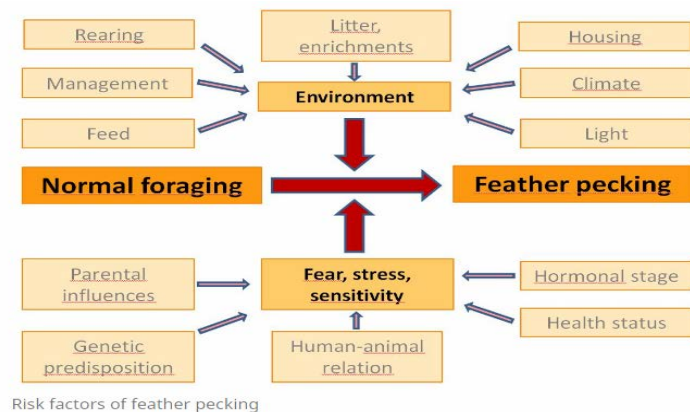 Rearing
Litter,
enrichments
Housing
Management
Environment
Climate
Feed
Light
Normal foraging
Feather pecking
Parental
influences
Fear, stress,
sensitivity
Hormonal stage
Health status
Genetic
predisposition
Human-animal
relation
Risk factors of feather pecking